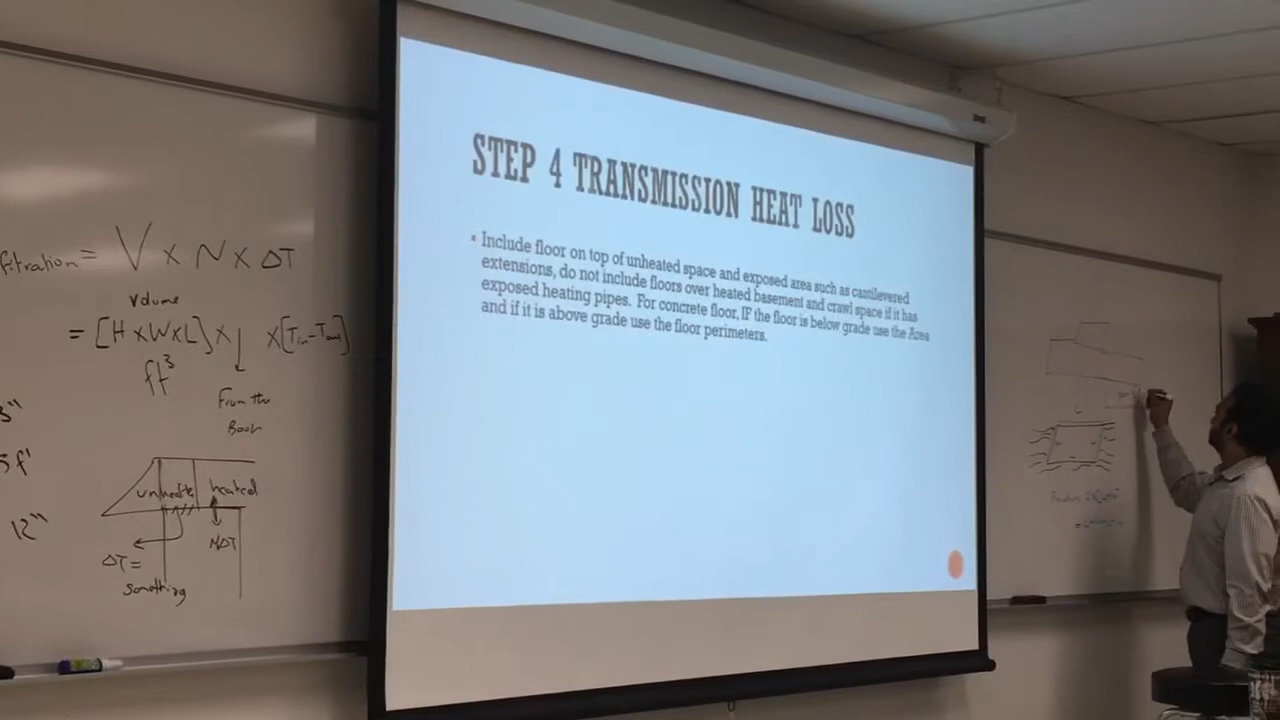 STEP 4 TRANSMISSION HEAT LOSS
Include floor on top of unheated space and exposed area such as cantilevered
extensions, do not include floors over heated basement and crawl space if it has
exposed heating pipes. For concrete floor, IF the floor is below grade use the Area
and if it is above grade use the floor perimeters.
filtration = V x N x ΔT
volume
= [H x W x L] x ↓ x [Tin - Tout]
ft³
From the
Book
3"
5f'
12"
unheated heated
ΔT = NΔT
something